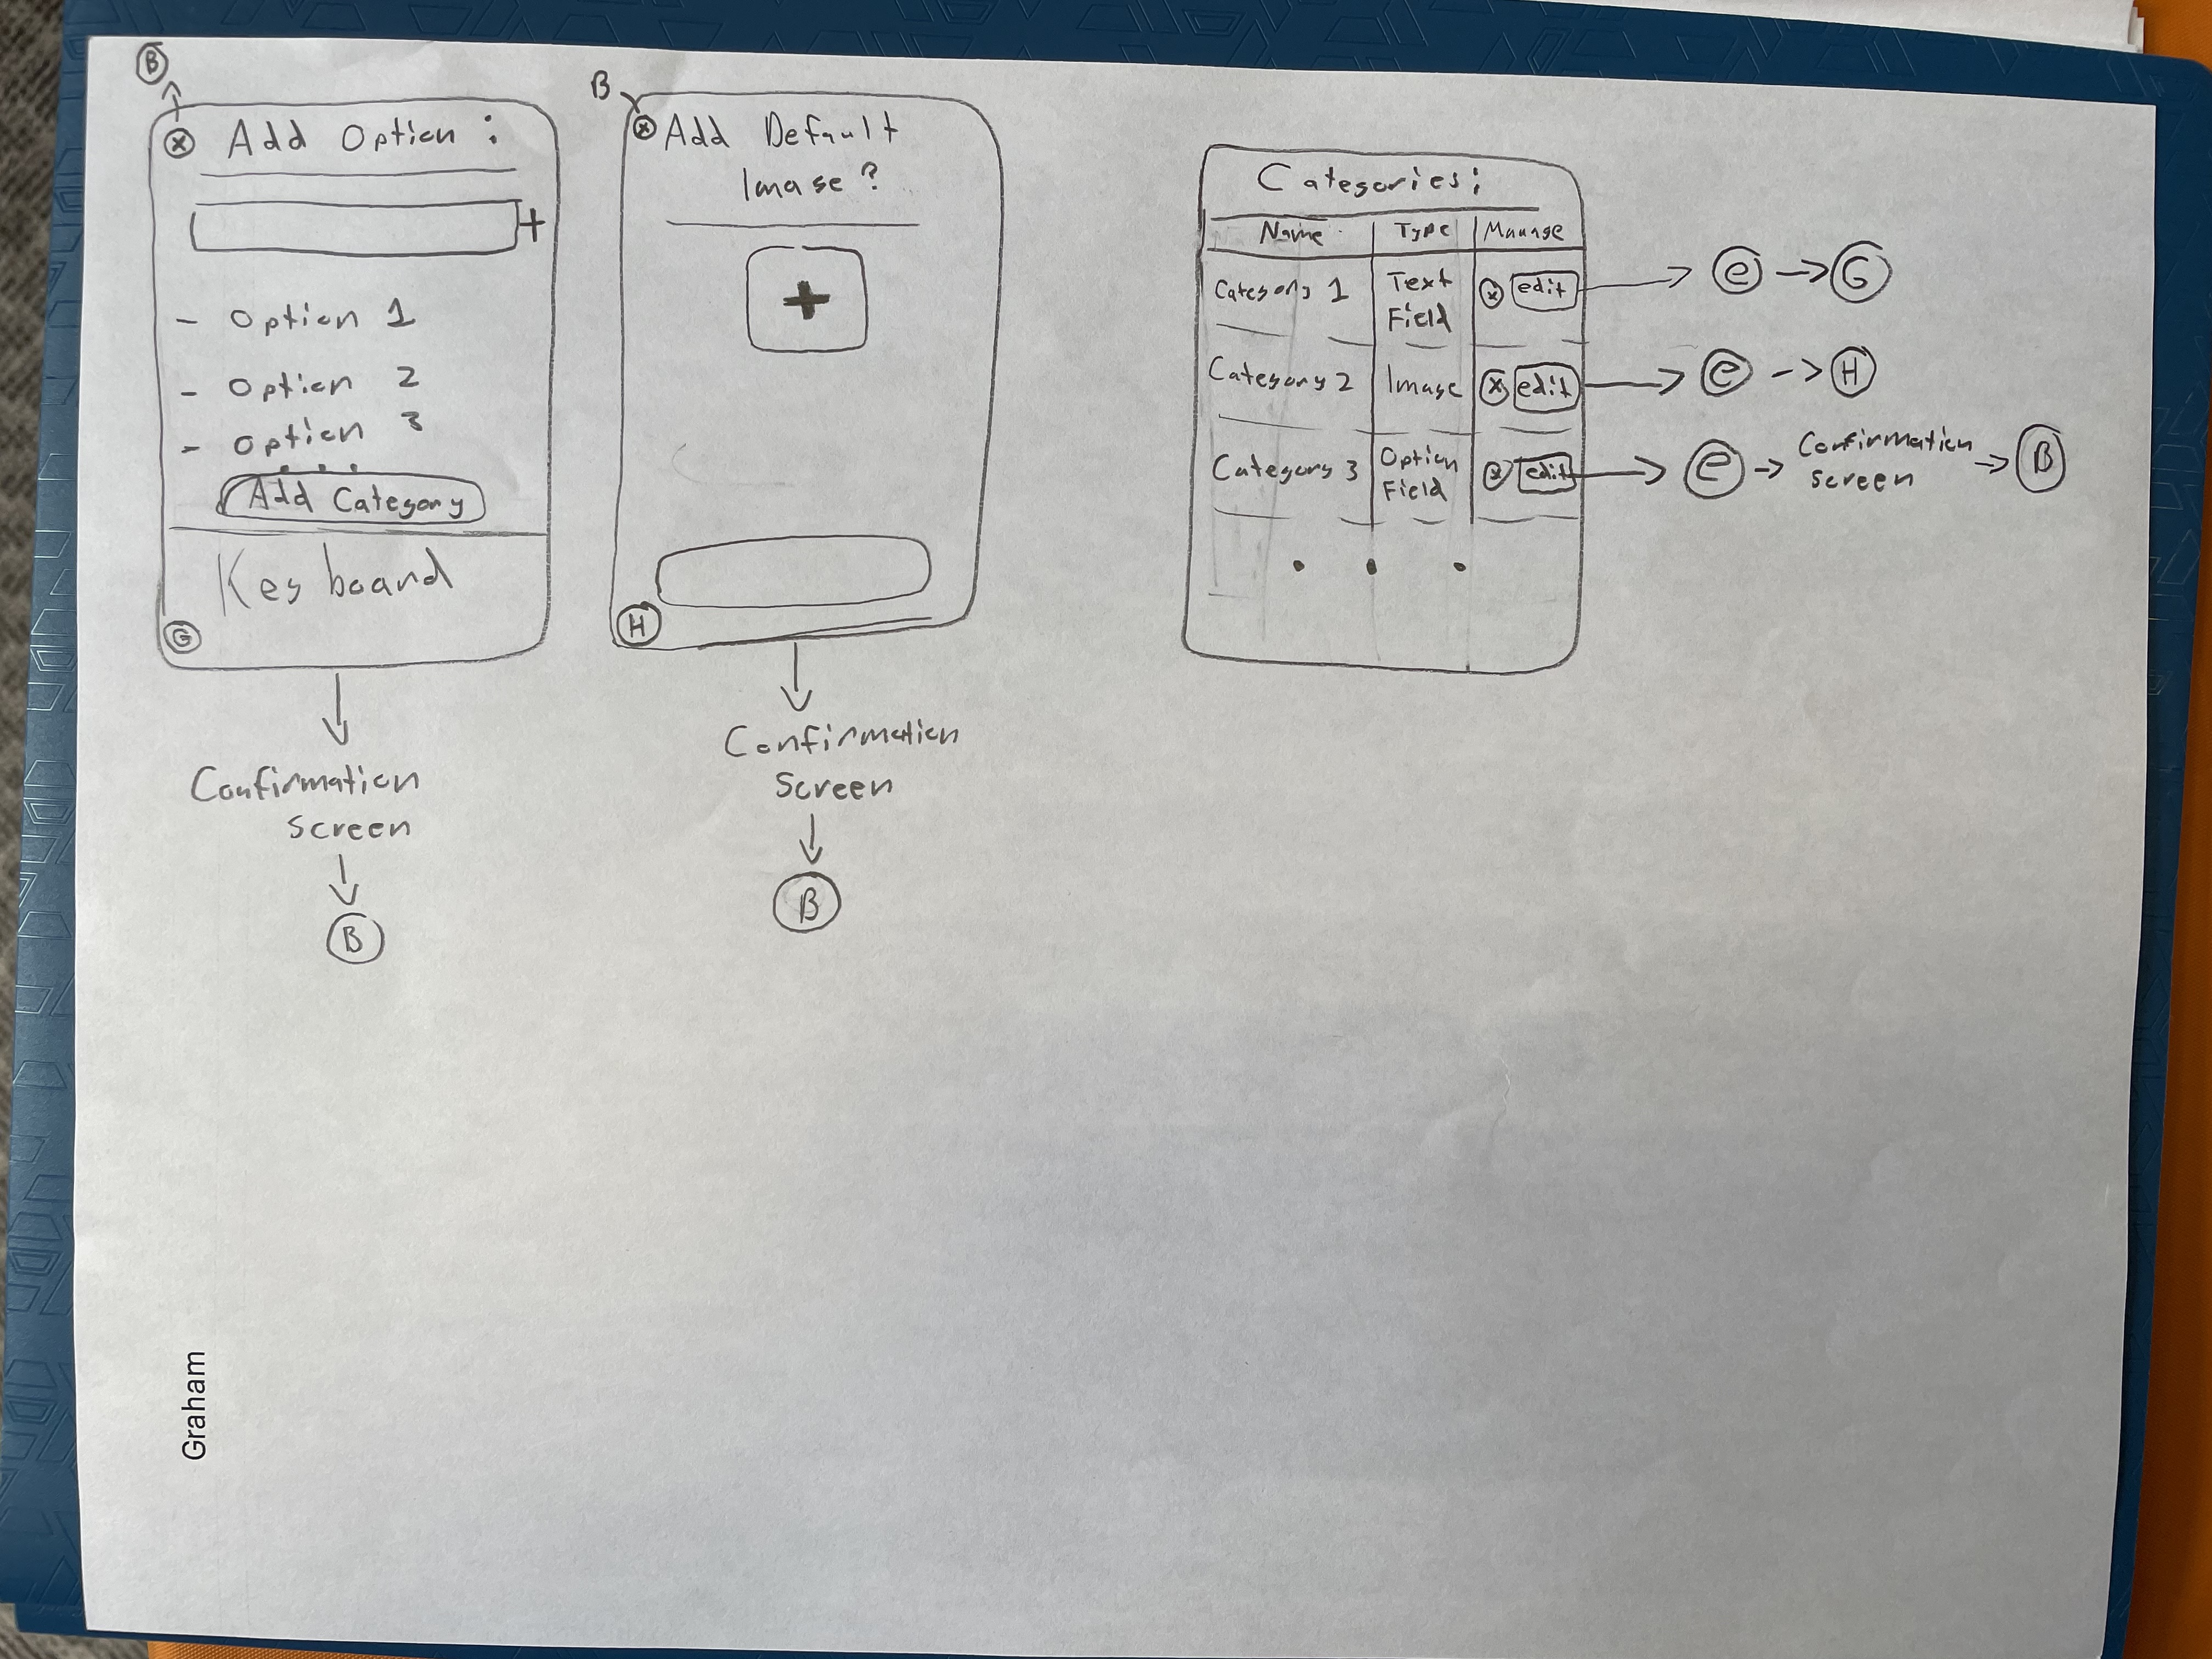 B
X Add Option :
+
- Option 1
- Option 2
- Option 3
...
Add Category
Keyboard
G
Confirmation
Screen
B
B
X Add Default
Image?
+
H
Confirmation
Screen
B
Categories:
Name Type Manage
Category 1 Text Field x edit e G
Category 2 Image x edit e H
Category 3 Option Field x edit e Confirmation screen B
. . .
Graham